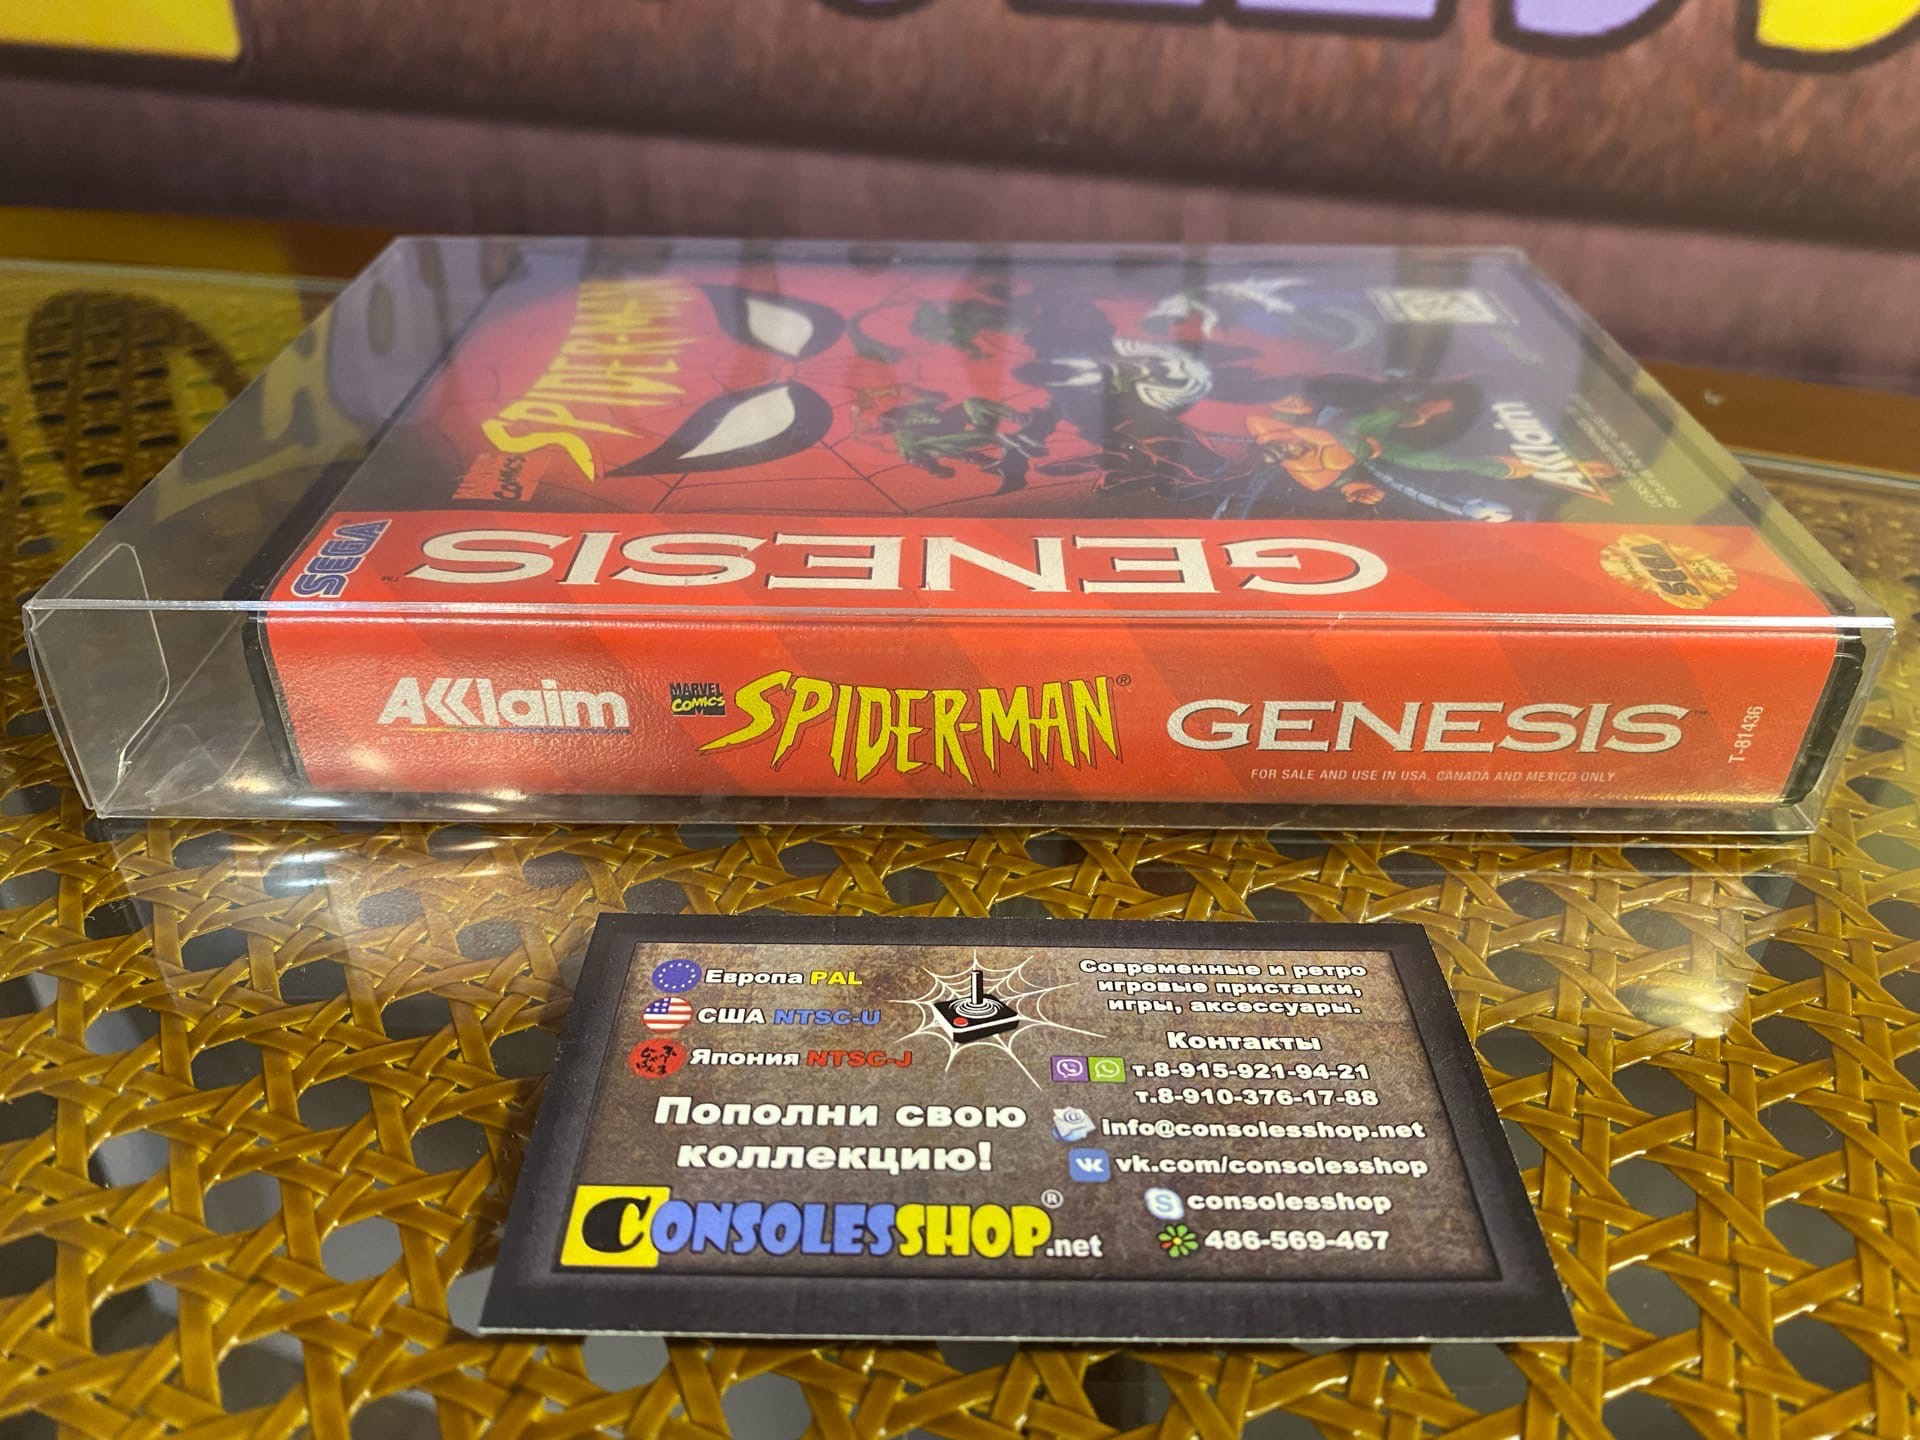 SPIDER-MAN
MARVEL COMICS
AKklaim
SEGA
GENESIS
SEGA
AKklaim
MARVEL
COMICS
SPIDER-MAN®
GENESIS™
FOR SALE AND USE IN USA, CANADA AND MEXICO ONLY
T-81436
Европа PAL
США NTSC-U
Япония NTSC-J
Пополни свою
коллекцию!
CONSOLESSHOP®.net
Современные и ретро
игровые приставки,
игры, аксессуары.
Контакты
т.8-915-921-94-21
т.8-910-376-17-88
info@consolesshop.net
vk.com/consolesshop
consolesshop
486-569-467